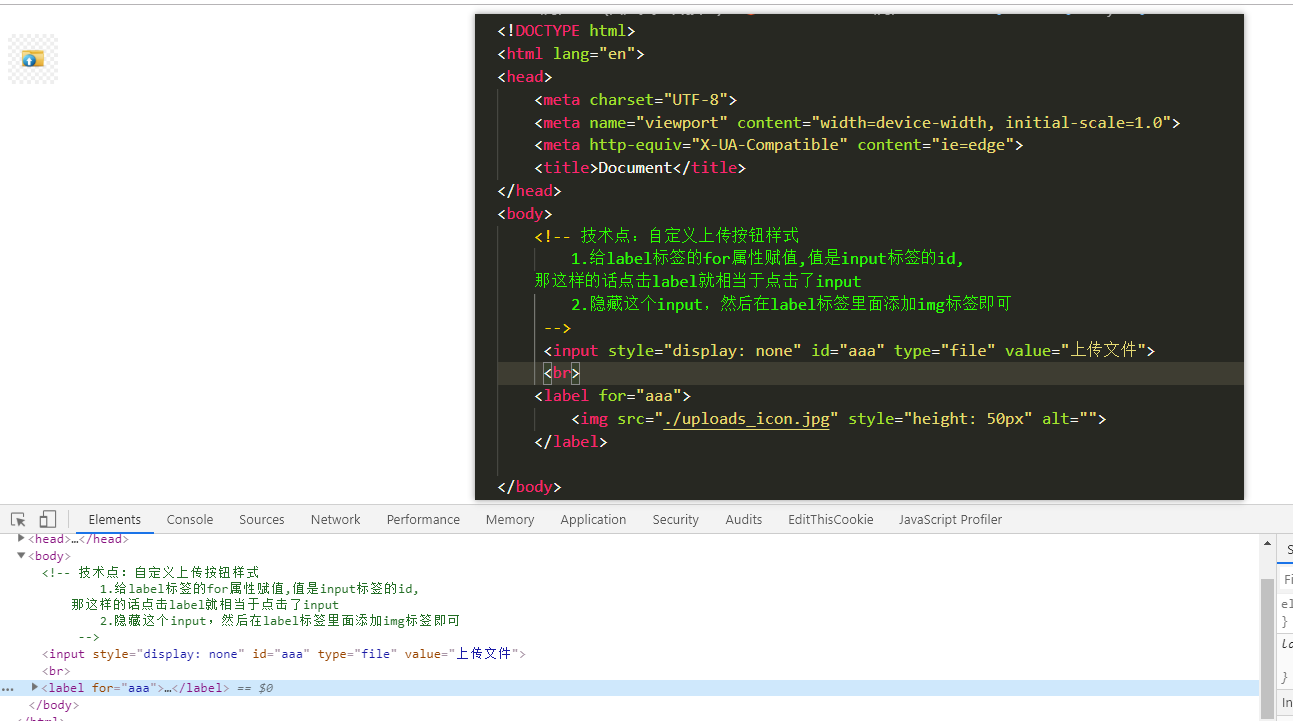 <!DOCTYPE html>
<html lang="en">
<head>
<meta charset="UTF-8">
<meta name="viewport" content="width=device-width, initial-scale=1.0">
<meta http-equiv="X-UA-Compatible" content="ie=edge">
<title>Document</title>
</head>
<body>
<!-- 技术点: 自定义上传按钮样式
1.给label标签的for属性赋值,值是input标签的id,
那这样的话点击label就相当于点击了input
2.隐藏这个input，然后在label标签里面添加img标签即可
-->
<input style="display: none" id="aaa" type="file" value="上传文件">
<br>
<label for="aaa">
<img src="./uploads_icon.jpg" style="height: 50px" alt="">
</label>
</body>
Elements Console Sources Network Performance Memory Application Security Audits EditThisCookie JavaScript Profiler
<head>…</head>
<body>
<!-- 技术点: 自定义上传按钮样式
1.给label标签的for属性赋值,值是input标签的id,
那这样的话点击label就相当于点击了input
2.隐藏这个input，然后在label标签里面添加img标签即可
-->
<input style="display: none" id="aaa" type="file" value="上传文件">
<br>
... <label for="aaa">…</label> == $0
</body>